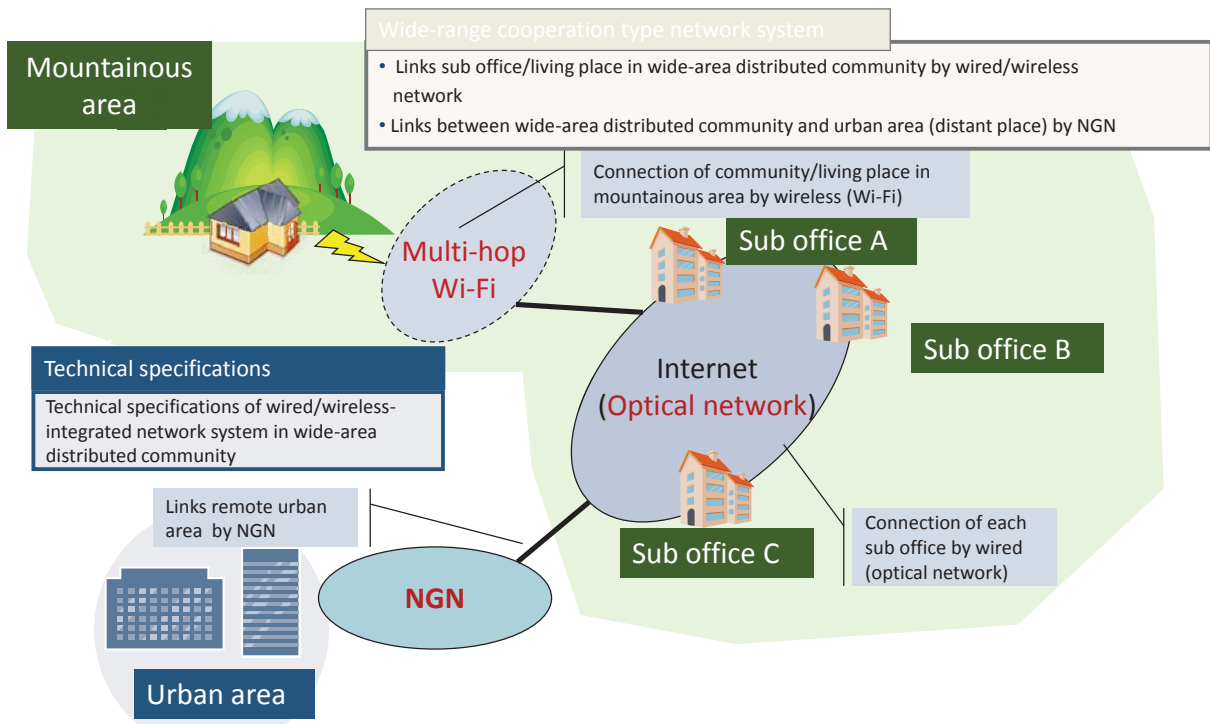 Wide-range cooperation type network system
Mountainous
area
• Links sub office/living place in wide-area distributed community by wired/wireless
network
• Links between wide-area distributed community and urban area (distant place) by NGN
Connection of community/living place in
mountainous area by wireless (Wi-Fi)
Sub office A
Multi-hop
Wi-Fi
Sub office B
Technical specifications
Technical specifications of wired/wireless-
integrated network system in wide-area
distributed community
Internet
(Optical network)
Links remote urban
area by NGN
Sub office C
Connection of each
sub office by wired
(optical network)
NGN
Urban area